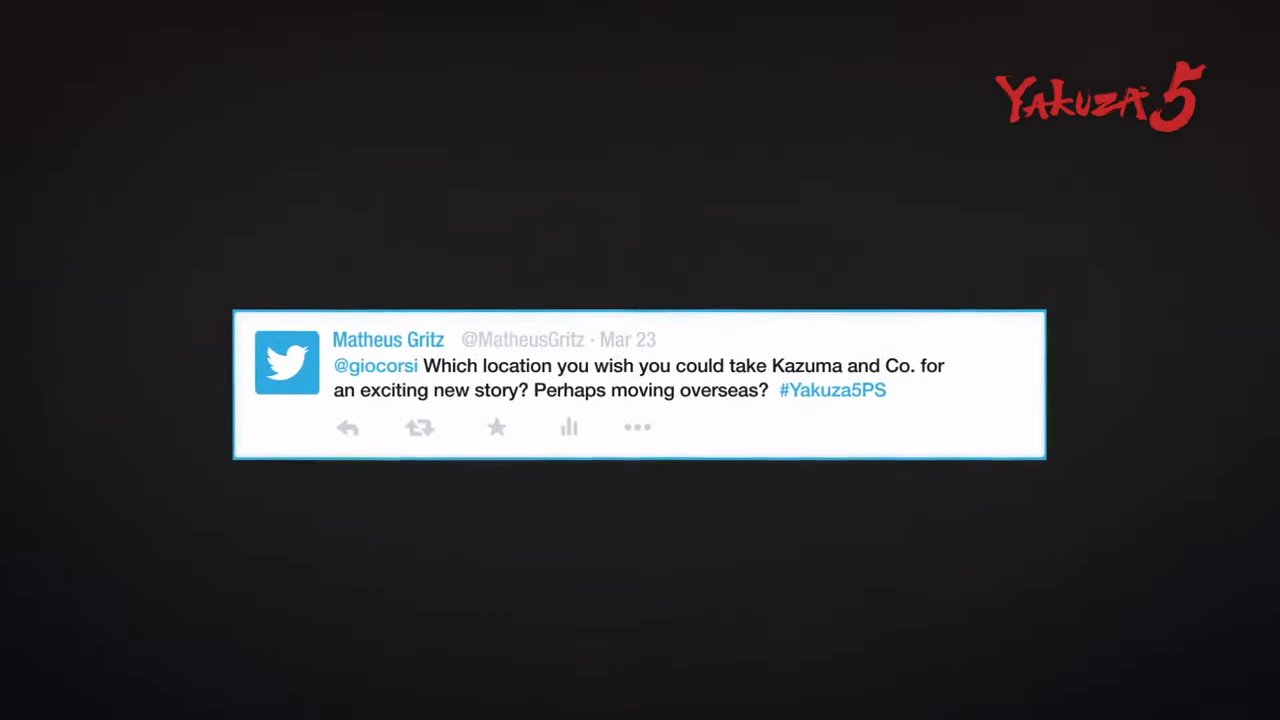 Yakuza 5
Matheus Gritz @MatheusGritz · Mar 23
@giocorsi Which location you wish you could take Kazuma and Co. for
an exciting new story? Perhaps moving overseas? #Yakuza5PS